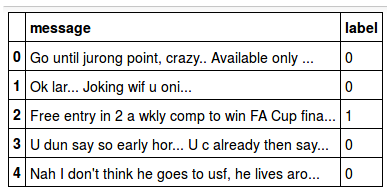 message label
0 Go until jurong point, crazy.. Available only ... 0
1 Ok lar... Joking wif u oni... 0
2 Free entry in 2 a wkly comp to win FA Cup fina... 1
3 U dun say so early hor... U c already then say... 0
4 Nah I don't think he goes to usf, he lives aro... 0